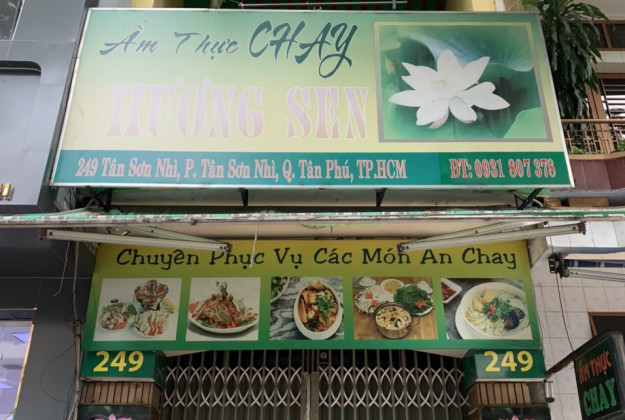 Ẩm Thực CHAY
HƯƠNG SEN
249 Tân Sơn Nhì, P. Tân Sơn Nhì, Q. Tân Phú, TP.HCM
ĐT: 0931 807 378
Chuyên Phục Vụ Các Món Ăn Chay
249
249
ẨM THỰC
CHAY